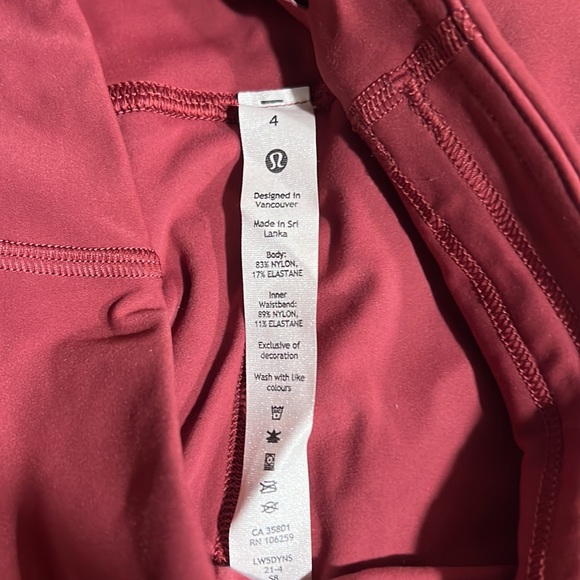 4
Designed in
Vancouver
Made in Sri
Lanka
Body:
83% NYLON,
17% ELASTANE
Inner
Waistband:
89% NYLON,
11% ELASTANE
Exclusive of
decoration
Wash with like
colours
CA 35801
RN 106259
LW5DYNS
21-4
S8